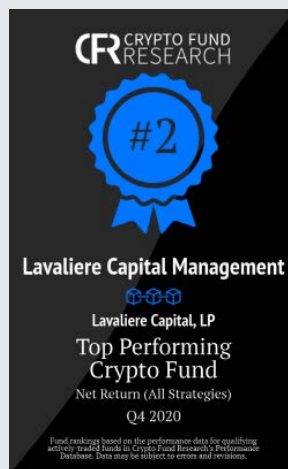 CFR CRYPTO FUND
RESEARCH
#2
Lavaliere Capital Management
Lavaliere Capital, LP
Top Performing
Crypto Fund
Net Return (All Strategies)
Q4 2020
Fund rankings based on the performance data for qualifying
actively-traded funds in Crypto Fund Research's Performance
Database. Data may be subject to errors and revisions.